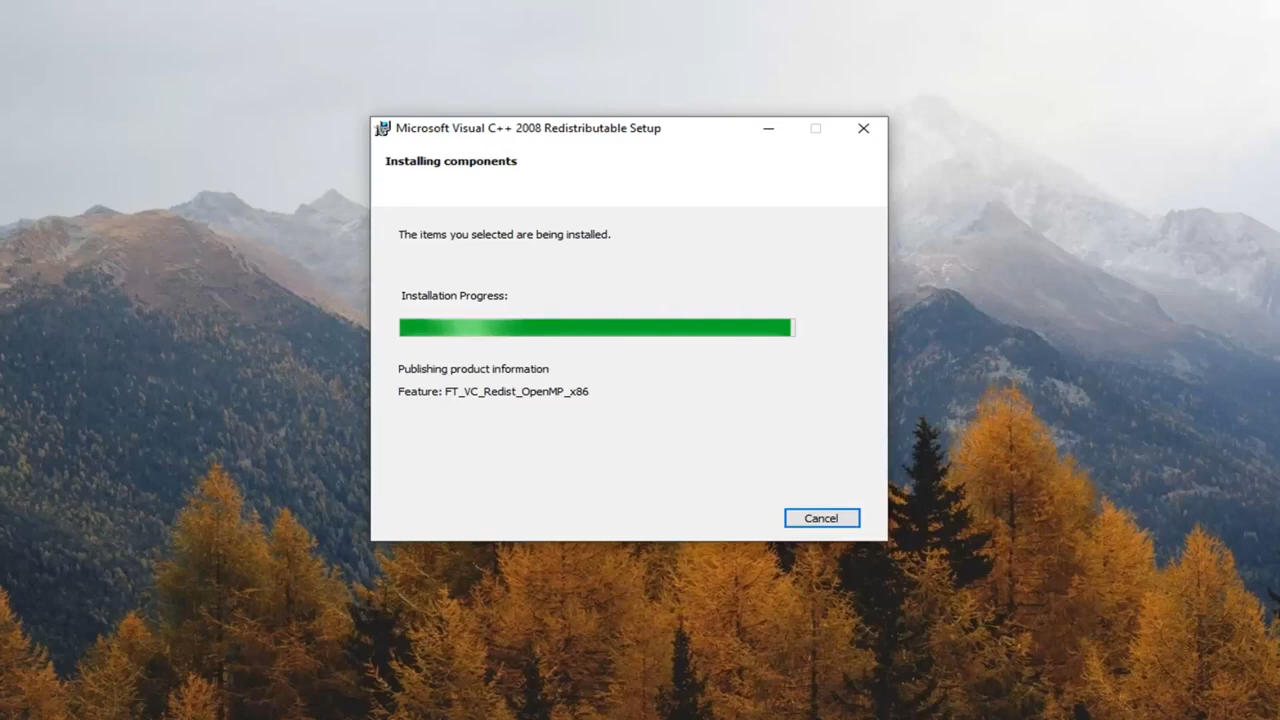 Microsoft Visual C++ 2008 Redistributable Setup
Installing components
The items you selected are being installed.
Installation Progress:
Publishing product information
Feature: FT_VC_Redist_OpenMP_x86
Cancel